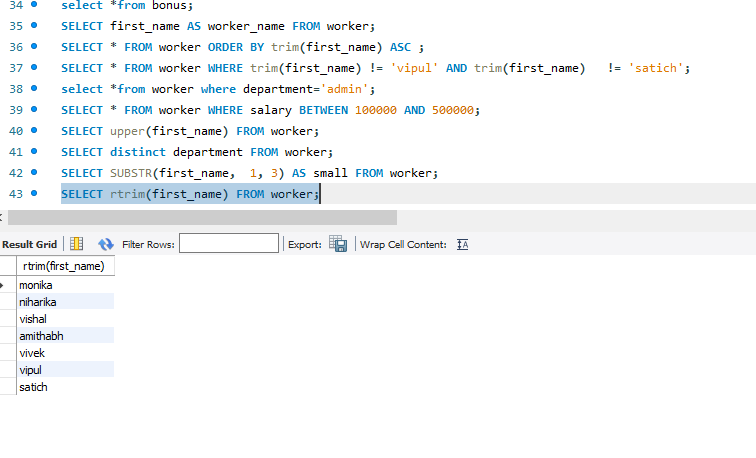 34 select *from bonus;
35 SELECT first_name AS worker_name FROM worker;
36 SELECT * FROM worker ORDER BY trim(first_name) ASC ;
37 SELECT * FROM worker WHERE trim(first_name) != 'vipul' AND trim(first_name)   != 'satich';
38 select *from worker where department='admin';
39 SELECT * FROM worker WHERE salary BETWEEN 100000 AND 500000;
40 SELECT upper(first_name) FROM worker;
41 SELECT distinct department FROM worker;
42 SELECT SUBSTR(first_name,  1, 3) AS small FROM worker;
43 SELECT rtrim(first_name) FROM worker;
Result Grid Filter Rows: Export: Wrap Cell Content: IA
rtrim(first_name)
monika
niharika
vishal
amithabh
vivek
vipul
satich